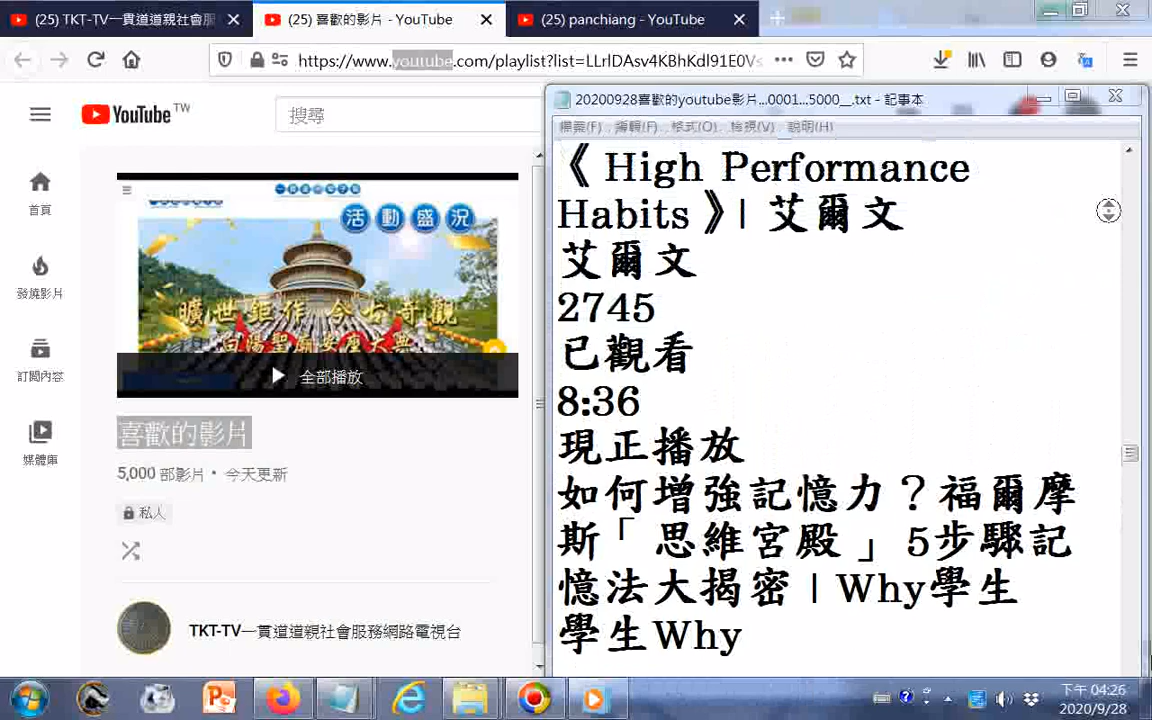 (25) TKT-TV一貫道道親社會服
(25) 喜歡的影片 - YouTube
(25) panchiang - YouTube
https://www.youtube.com/playlist?list=LLrlDAsv4KBhKdl91E0Vs
YouTube TW
搜尋
首頁
發燒影片
訂閱內容
媒體庫
活動盛況
曠世鉅作 今古奇觀
全部播放
喜歡的影片
5,000 部影片 • 今天更新
私人
TKT-TV一貫道道親社會服務網路電視台
20200928喜歡的youtube影片...0001...5000__.txt - 記事本
檔案(F) 編輯(F) 格式(O) 檢視(V) 說明(H)
《 High Performance
Habits 》| 艾爾文
艾爾文
2745
已觀看
8:36
現正播放
如何增強記憶力？福爾摩
斯「思維宮殿」5步驟記
憶法大揭密 | Why學生
學生Why
下午 04:26
2020/9/28